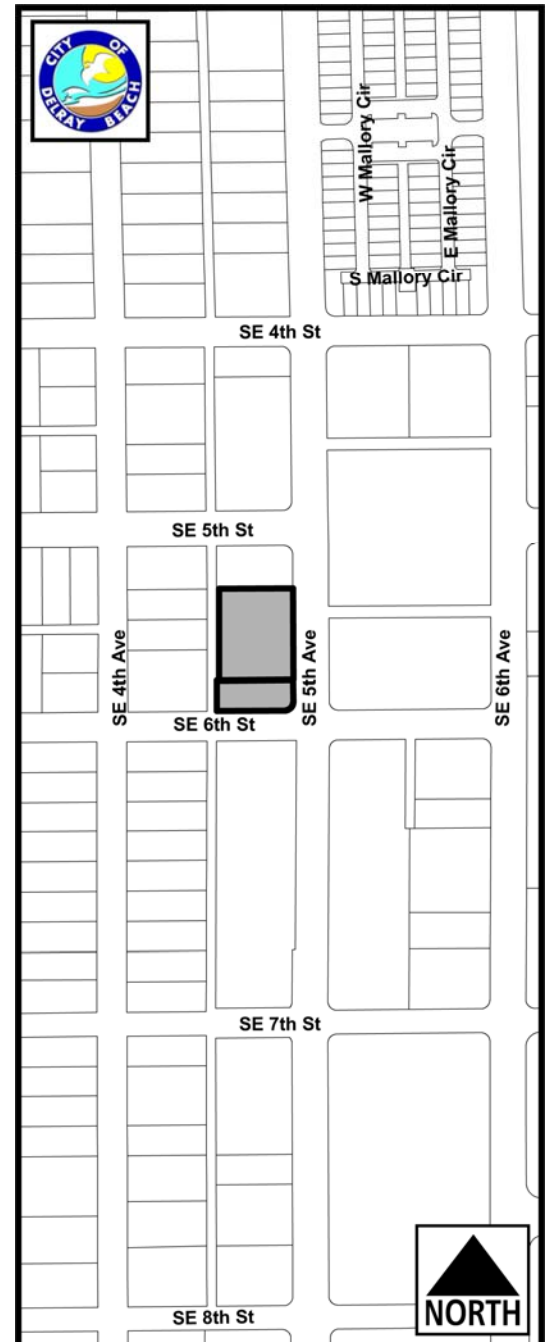 CITY OF
DELRAY BEACH
W Mallory Cir
E Mallory Cir
S Mallory Cir
SE 4th St
SE 5th St
SE 4th Ave
SE 5th Ave
SE 6th Ave
SE 6th St
SE 7th St
SE 8th St
NORTH